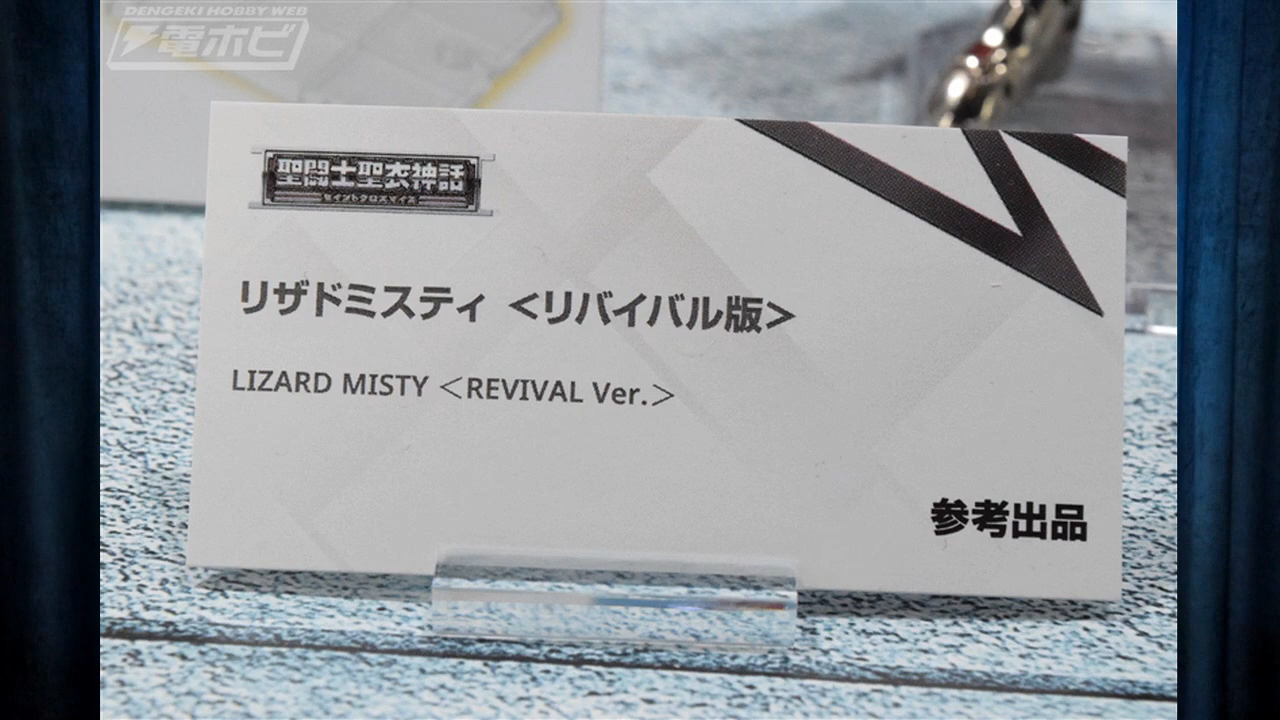 DENGEKI HOBBY WEB
電ホビ
聖闘士聖衣神話
セイントクロスマイス
リザドミスティ <リバイバル版>
LIZARD MISTY <REVIVAL Ver.>
参考出品